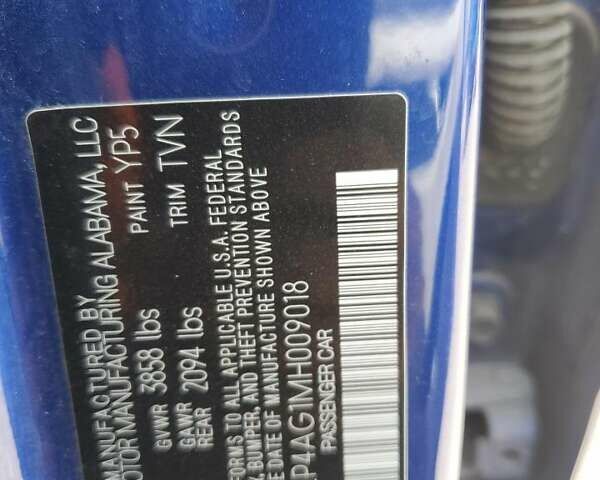 MANUFACTURED BY
MOTOR MANUFACTURING ALABAMA, LLC
GVWR 3858 lbs PAINT YP5
GAWR REAR 2094 lbs TRIM TVN
FORMS TO ALL APPLICABLE U.S.A. FEDERAL
BUMPER, AND THEFT PREVENTION STANDARDS
DATE OF MANUFACTURE SHOWN ABOVE
P4AG1MH009018
PASSENGER CAR